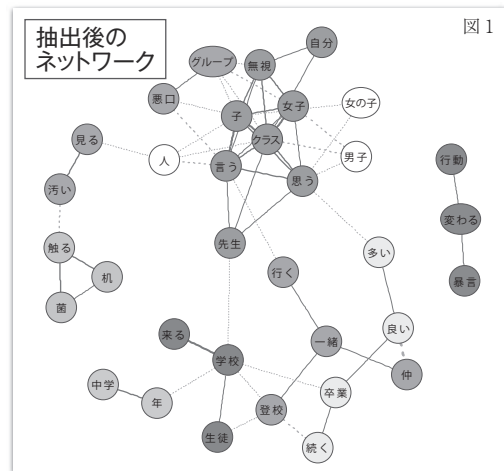 抽出後の
ネットワーク
図 1
自分
グループ
無視
悪口
子
女子
女の子
クラス
見る
人
言う
思う
男子
行動
汚い
変わる
触る
先生
多い
机
行く
暴言
菌
来る
一緒
良い
学校
仲
中学
年
登校
卒業
生徒
続く